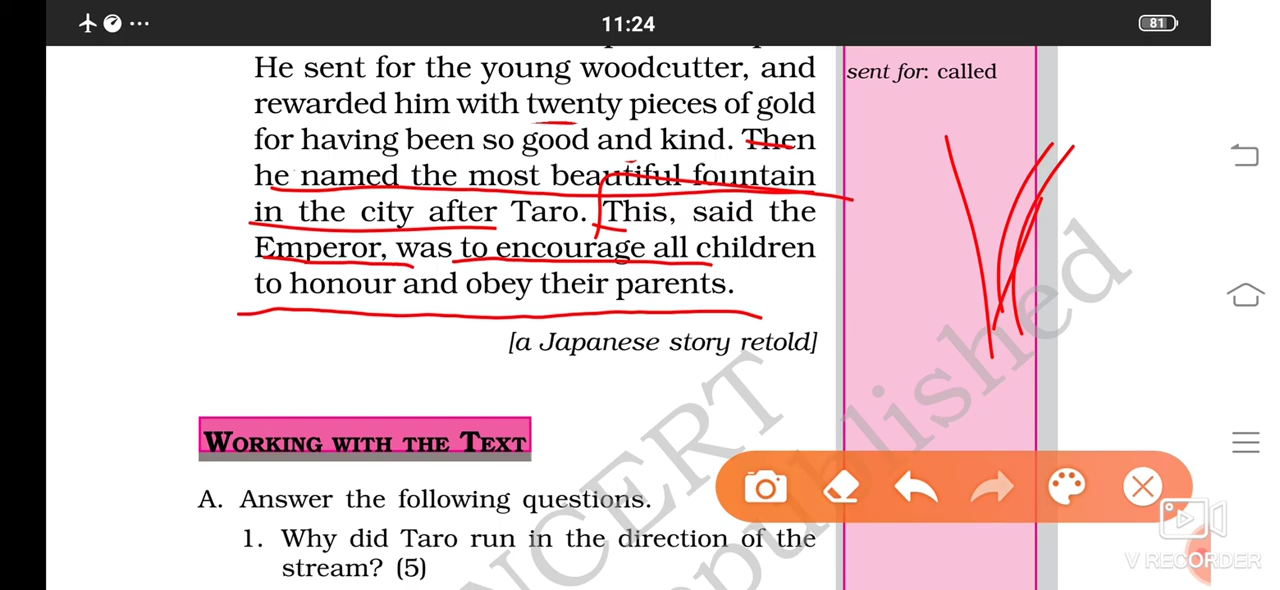 11:24
81
He sent for the young woodcutter, and
sent for: called
rewarded him with twenty pieces of gold
for having been so good and kind. Then
he named the most beautiful fountain
in the city after Taro. This, said the
Emperor, was to encourage all children
to honour and obey their parents.
[a Japanese story retold]
WORKING WITH THE TEXT
A. Answer the following questions.
1. Why did Taro run in the direction of the
stream? (5)
NCERT
republished
V RECORDER